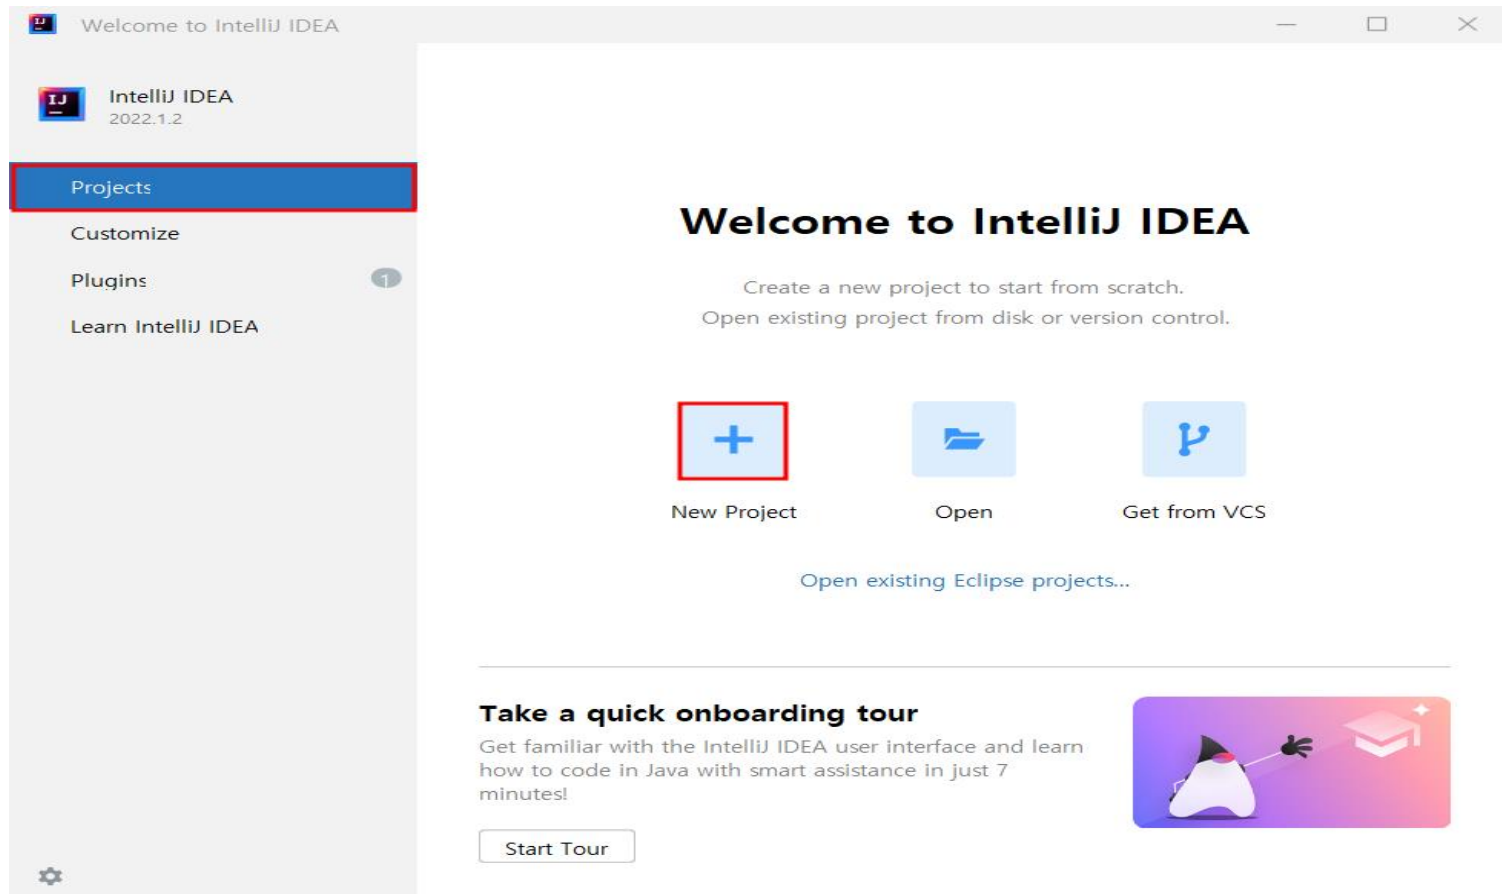 Welcome to IntelliJ IDEA
IntelliJ IDEA
2022.1.2
Projects
Customize
Plugins 1
Learn IntelliJ IDEA
Welcome to IntelliJ IDEA
Create a new project to start from scratch.
Open existing project from disk or version control.
New Project Open Get from VCS
Open existing Eclipse projects...
Take a quick onboarding tour
Get familiar with the IntelliJ IDEA user interface and learn
how to code in Java with smart assistance in just 7
minutes!
Start Tour